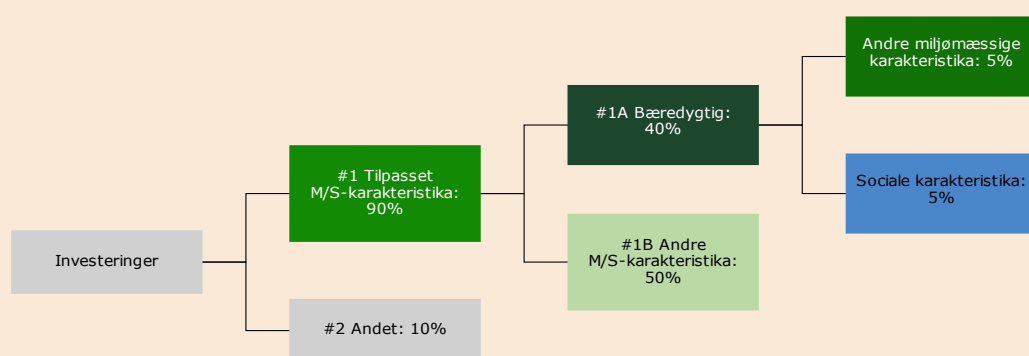 Investeringer
#1 Tilpasset
M/S-karakteristika:
90%
#2 Andet: 10%
#1A Bæredygtig:
40%
#1B Andre
M/S-karakteristika:
50%
Andre miljømæssige
karakteristika: 5%
Sociale karakteristika:
5%